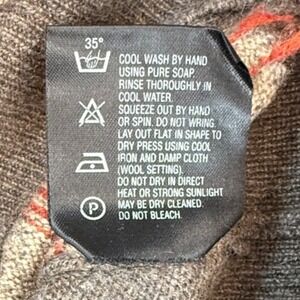 35°
COOL WASH BY HAND
USING PURE SOAP.
RINSE THOROUGHLY IN
COOL WATER.
SQUEEZE OUT BY HAND
OR SPIN. DO NOT WRING.
LAY OUT FLAT IN SHAPE TO
DRY PRESS USING COOL
IRON AND DAMP CLOTH
(WOOL SETTING).
DO NOT DRY IN DIRECT
HEAT OR STRONG SUNLIGHT
MAY BE DRY CLEANED.
DO NOT BLEACH.
P